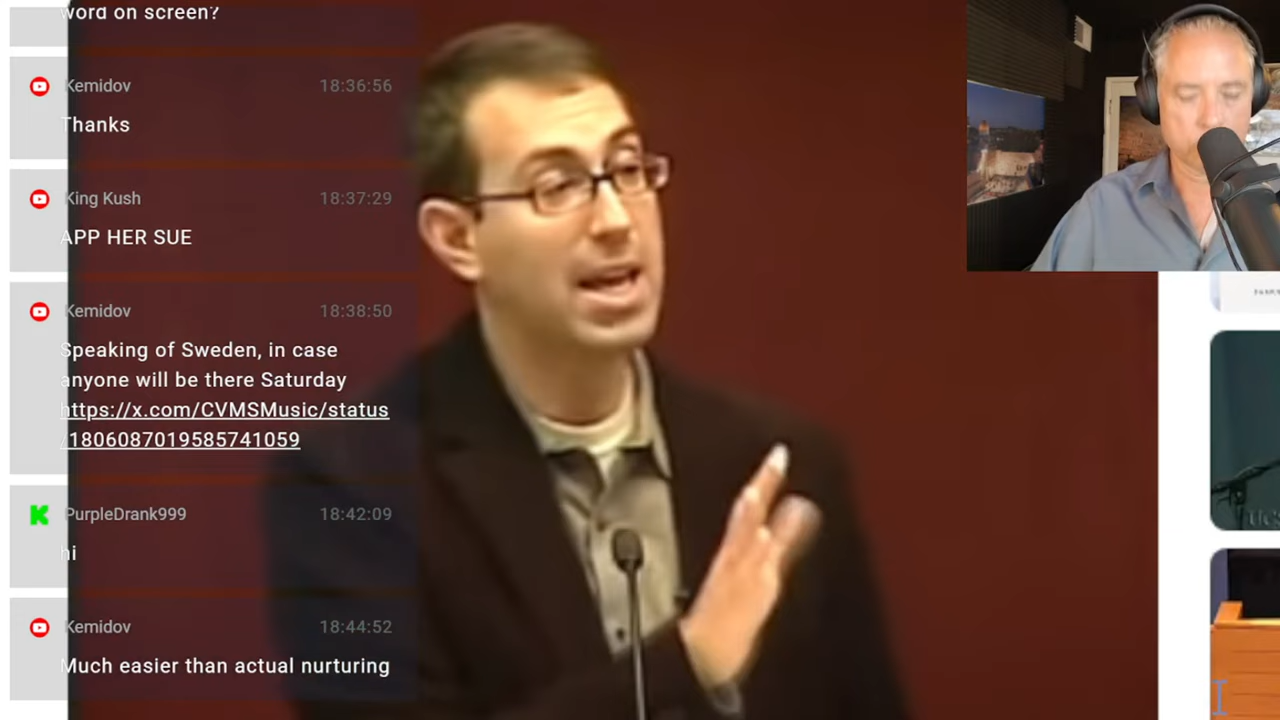 word on screen?
Kemidov 18:36:56
Thanks
King Kush 18:37:29
APP HER SUE
Kemidov 18:38:50
Speaking of Sweden, in case
anyone will be there Saturday
https://x.com/CVMSMusic/status
/1806087019585741059
PurpleDrank999 18:42:09
hi
Kemidov 18:44:52
Much easier than actual nurturing